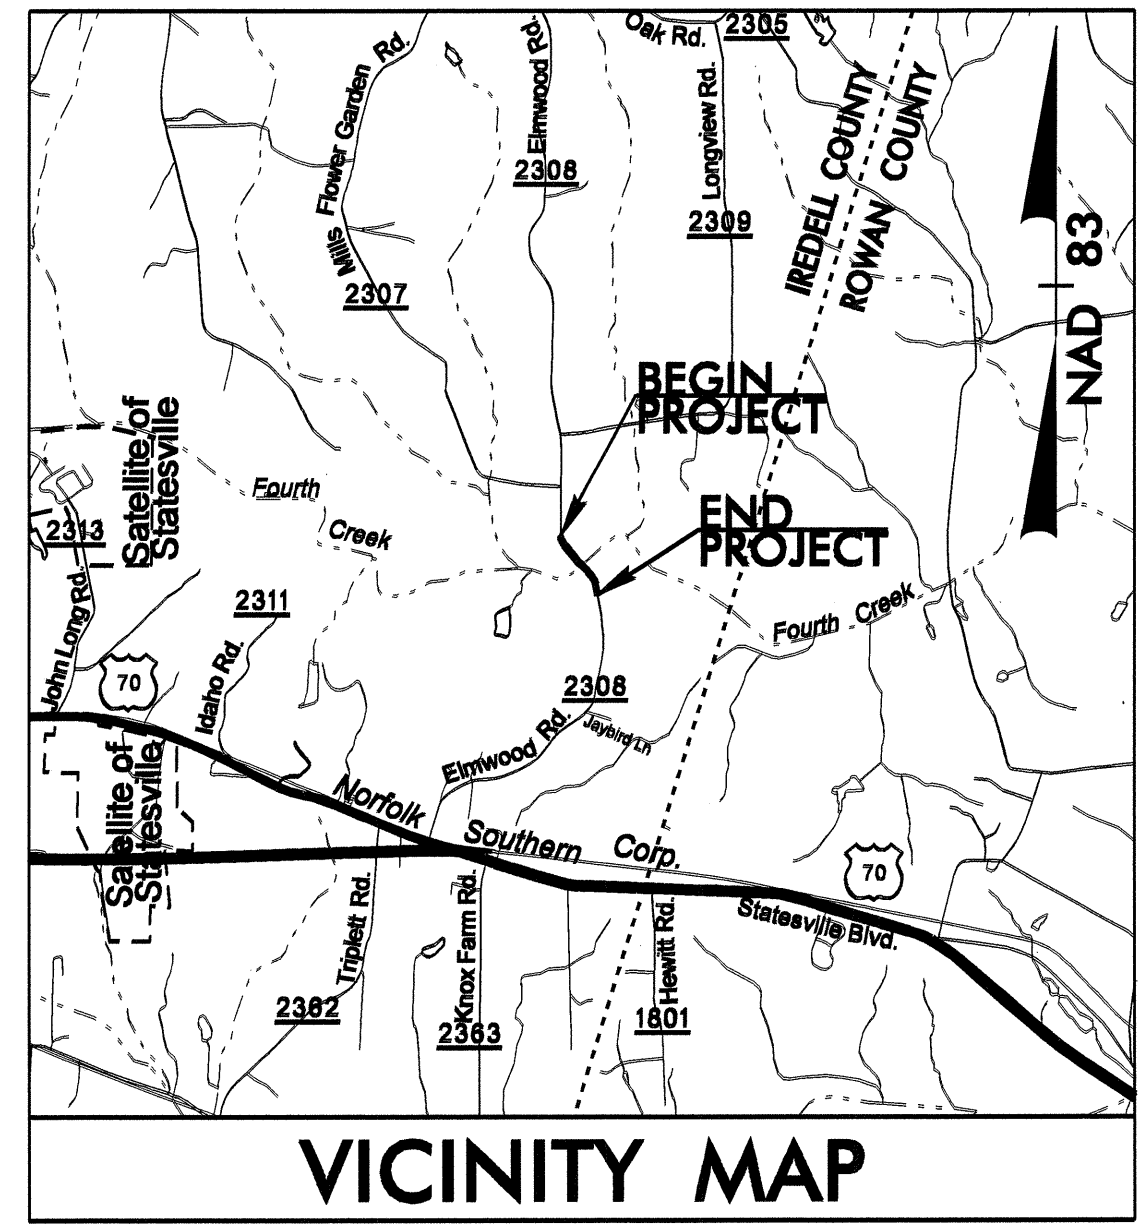 Oak Rd.
2305
Mills Flower Garden Rd.
Elmwood Rd.
2308
Longview Rd.
2309
2307
IREDELL COUNTY
ROWAN COUNTY
NAD 83
BEGIN
PROJECT
END
PROJECT
Satellite of
Statesville
2313
Fourth
Creek
2311
John Long Rd.
70
Idaho Rd.
Fourth Creek
2308
Elmwood Rd.
Jaybird Ln
Satellite of
Statesville
Norfolk
Southern
Corp.
70
Statesville Blvd.
Triplett Rd.
Knox Farm Rd.
Hewitt Rd.
2362
2363
1801
VICINITY MAP